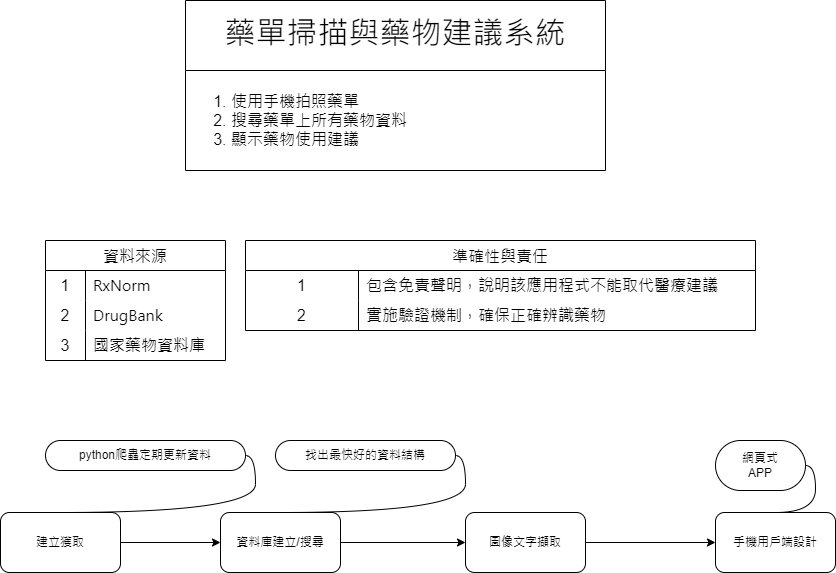 藥單掃描與藥物建議系統
1. 使用手機拍照藥單
2. 搜尋藥單上所有藥物資料
3. 顯示藥物使用建議
資料來源
1 RxNorm
2 DrugBank
3 國家藥物資料庫
準確性與責任
1 包含免責聲明，說明該應用程式不能取代醫療建議
2 實施驗證機制，確保正確辨識藥物
python爬蟲定期更新資料
找出最快好的資料結構
網頁式
APP
建立獲取
資料庫建立/搜尋
圖像文字擷取
手機用戶端設計